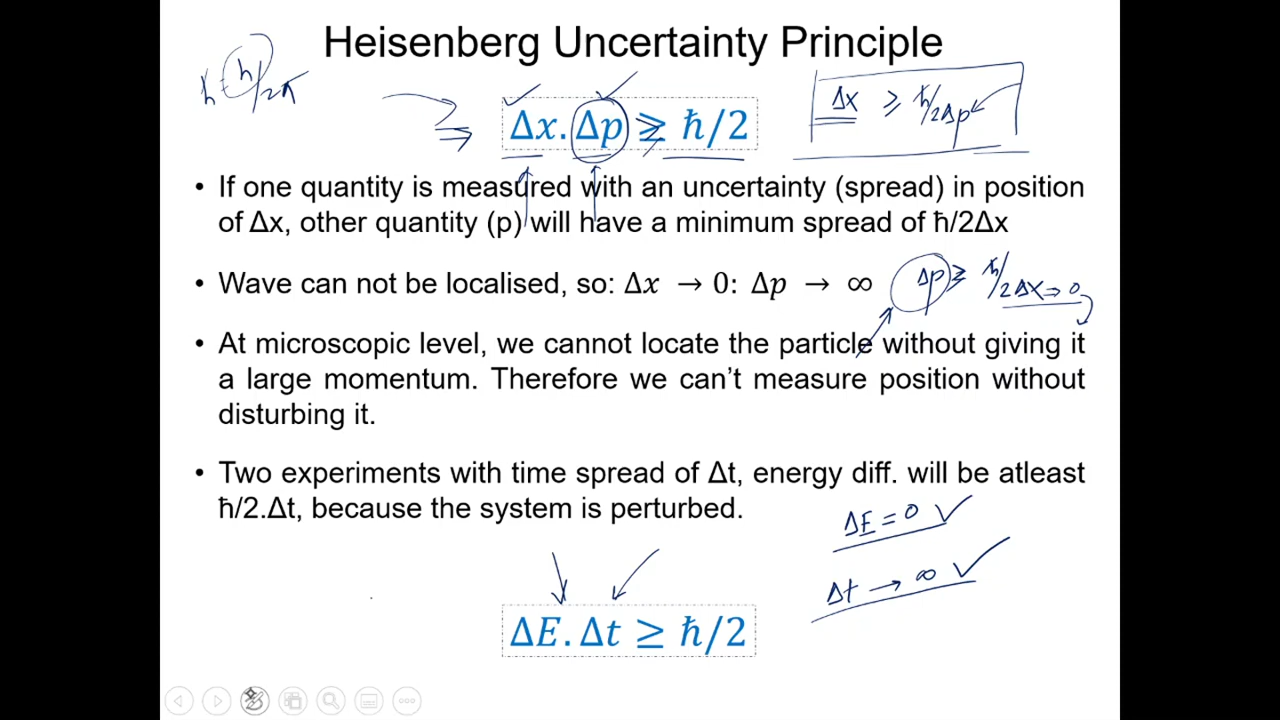 Heisenberg Uncertainty Principle
ħ = h/2π
Δx ≥ ħ/2Δp
Δx. Δp ≥ ħ/2
• If one quantity is measured with an uncertainty (spread) in position
of Δx, other quantity (p) will have a minimum spread of ħ/2Δx
• Wave can not be localised, so: Δx → 0: Δp → ∞
Δp ≥ ħ/2Δx ⇒ 0
• At microscopic level, we cannot locate the particle without giving it
a large momentum. Therefore we can’t measure position without
disturbing it.
• Two experiments with time spread of Δt, energy diff. will be atleast
ħ/2.Δt, because the system is perturbed.
ΔE = 0 ✓
Δt → ∞ ✓
ΔE. Δt ≥ ħ/2